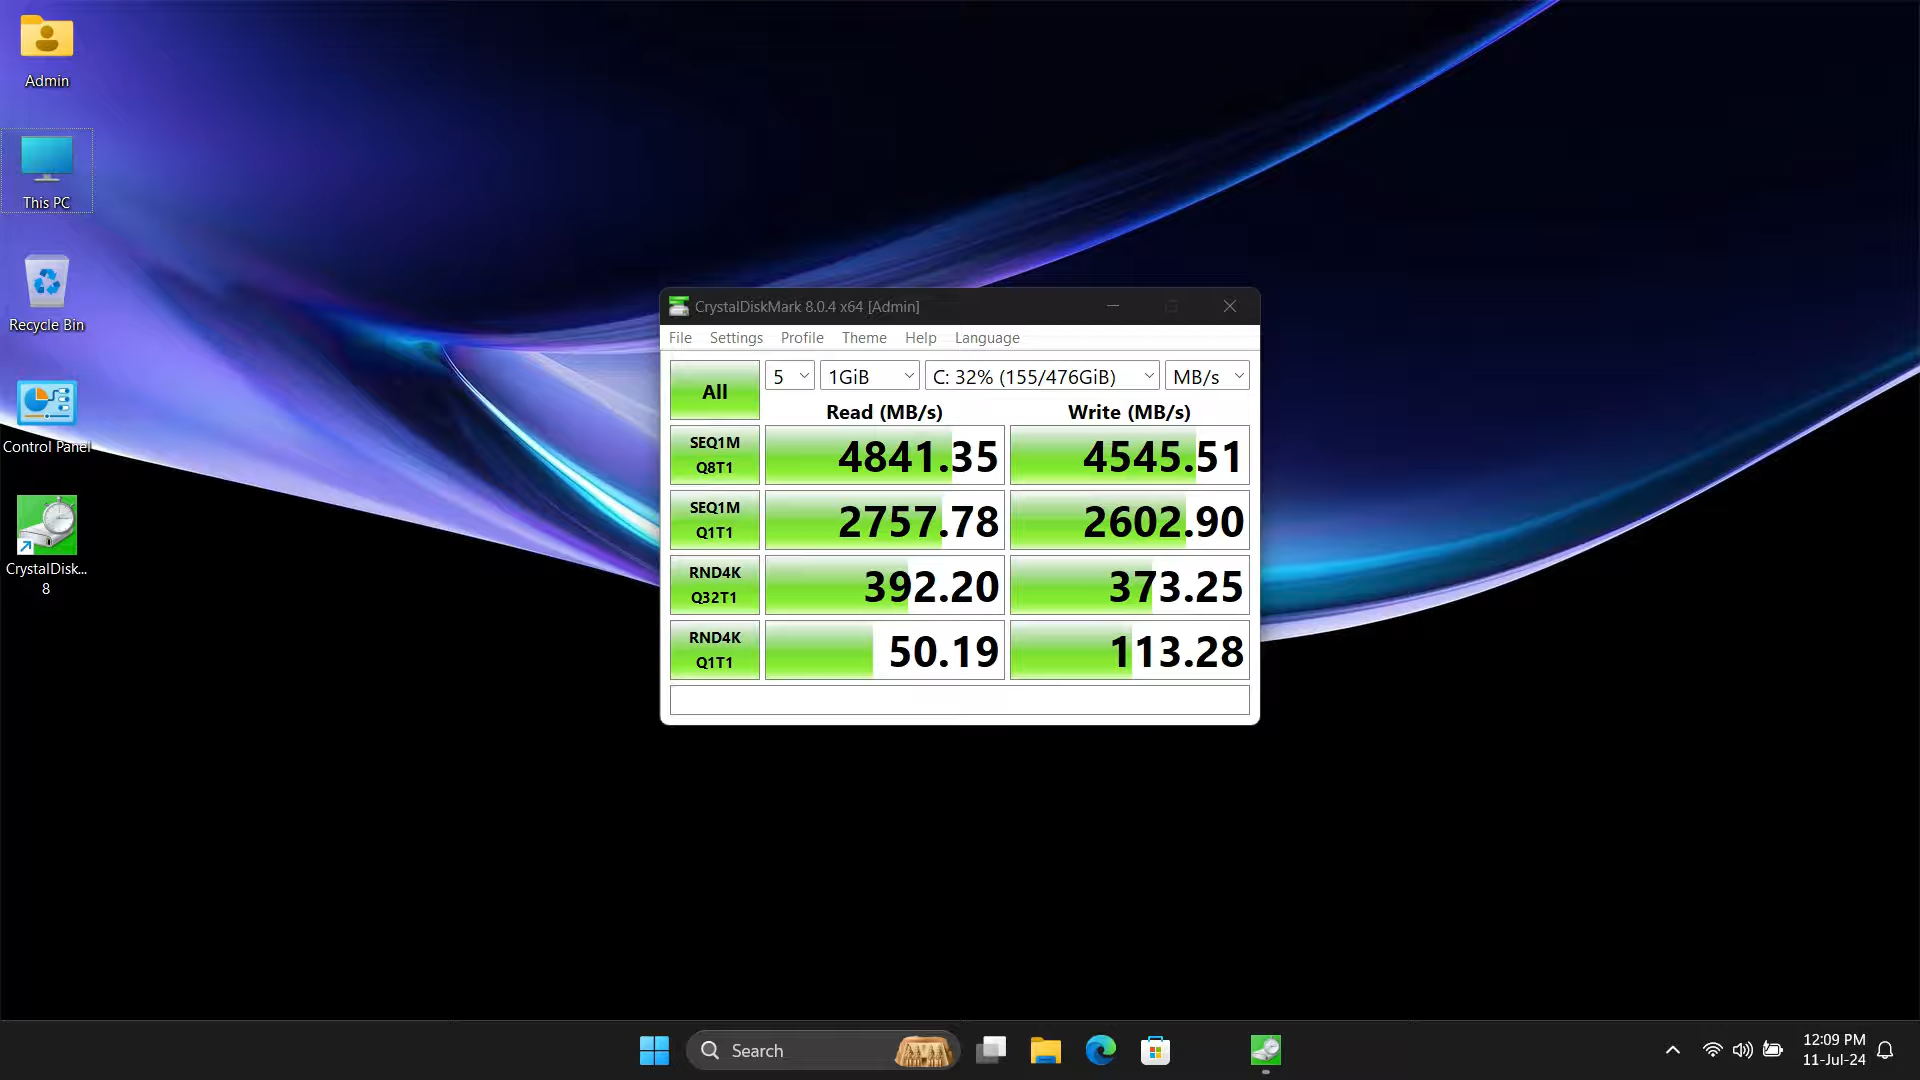 Admin
This PC
Recycle Bin
Control Panel
CrystalDisk...
8
CrystalDiskMark 8.0.4 x64 [Admin]
File Settings Profile Theme Help Language
All 5 1GiB C: 32% (155/476GiB) MB/s
Read (MB/s) Write (MB/s)
SEQ1M
Q8T1
4841.35 4545.51
SEQ1M
Q1T1
2757.78 2602.90
RND4K
Q32T1
392.20 373.25
RND4K
Q1T1
50.19 113.28
Search
12:09 PM
11-Jul-24